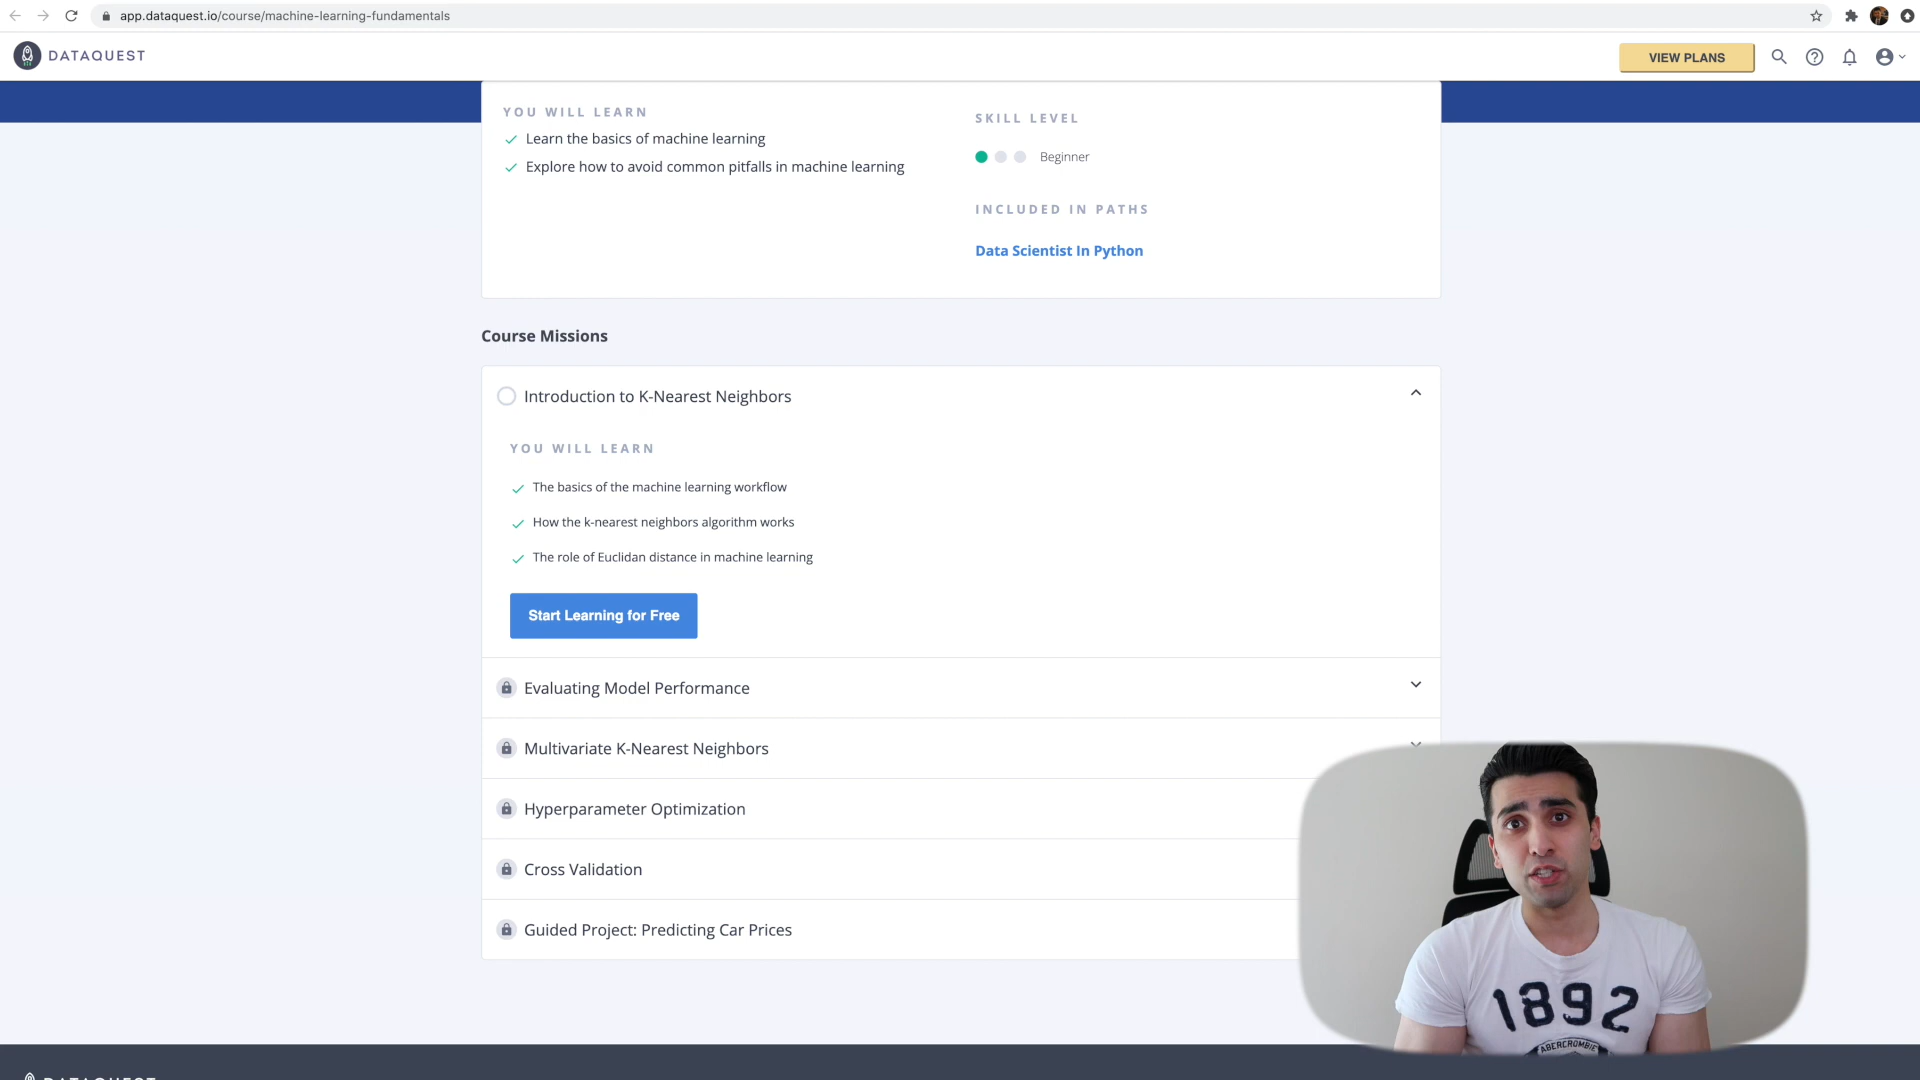 app.dataquest.io/course/machine-learning-fundamentals
DATAQUEST
VIEW PLANS
YOU WILL LEARN
Learn the basics of machine learning
Explore how to avoid common pitfalls in machine learning
SKILL LEVEL
Beginner
INCLUDED IN PATHS
Data Scientist In Python
Course Missions
Introduction to K-Nearest Neighbors
YOU WILL LEARN
The basics of the machine learning workflow
How the k-nearest neighbors algorithm works
The role of Euclidan distance in machine learning
Start Learning for Free
Evaluating Model Performance
Multivariate K-Nearest Neighbors
Hyperparameter Optimization
Cross Validation
Guided Project: Predicting Car Prices
1892
ABERCROMBIE
DATAQUEST